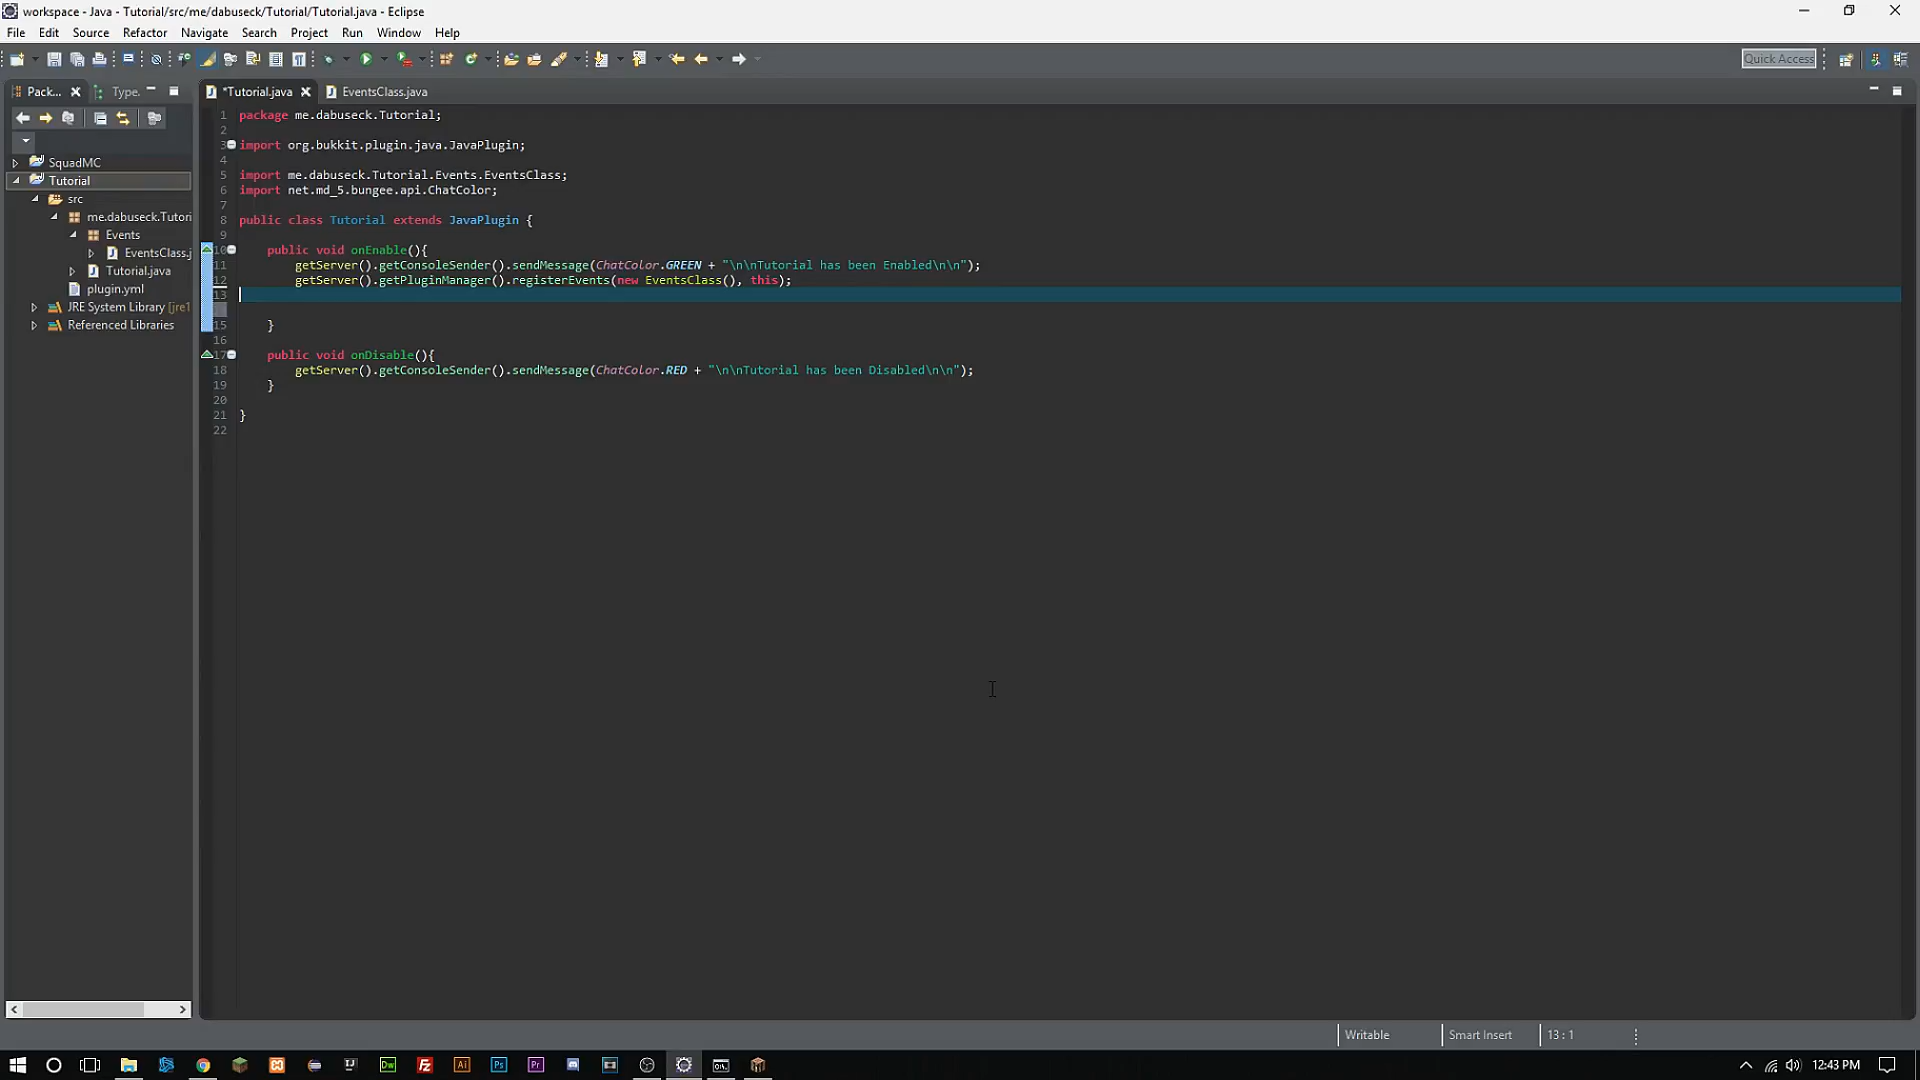 workspace - Java - Tutorial/src/me/dabuseck/Tutorial/Tutorial.java - Eclipse
File Edit Source Refactor Navigate Search Project Run Window Help
Quick Access
Pack... Type.
*Tutorial.java EventsClass.java
SquadMC
Tutorial
src
me.dabuseck.Tutori
Events
EventsClass.j
Tutorial.java
plugin.yml
JRE System Library [jre1
Referenced Libraries
1 package me.dabuseck.Tutorial;
2
3 import org.bukkit.plugin.java.JavaPlugin;
4
5 import me.dabuseck.Tutorial.Events.EventsClass;
6 import net.md_5.bungee.api.ChatColor;
7
8 public class Tutorial extends JavaPlugin {
9
10 public void onEnable(){
11 getServer().getConsoleSender().sendMessage(ChatColor.GREEN + "\n\nTutorial has been Enabled\n\n");
12 getServer().getPluginManager().registerEvents(new EventsClass(), this);
13
15 }
16
17 public void onDisable(){
18 getServer().getConsoleSender().sendMessage(ChatColor.RED + "\n\nTutorial has been Disabled\n\n");
19 }
20
21 }
22
Writable Smart Insert 13 : 1
Dw Fz Ai Ps Pr
12:43 PM